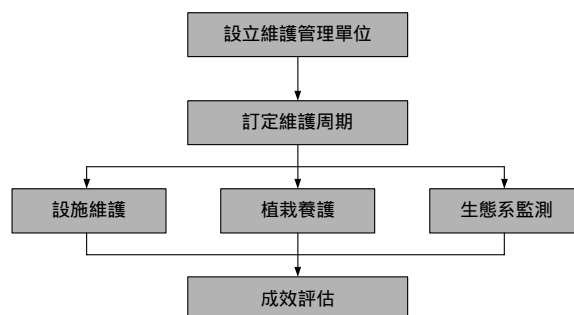 設立維護管理單位
訂定維護周期
設施維護
植栽養護
生態系監測
成效評估